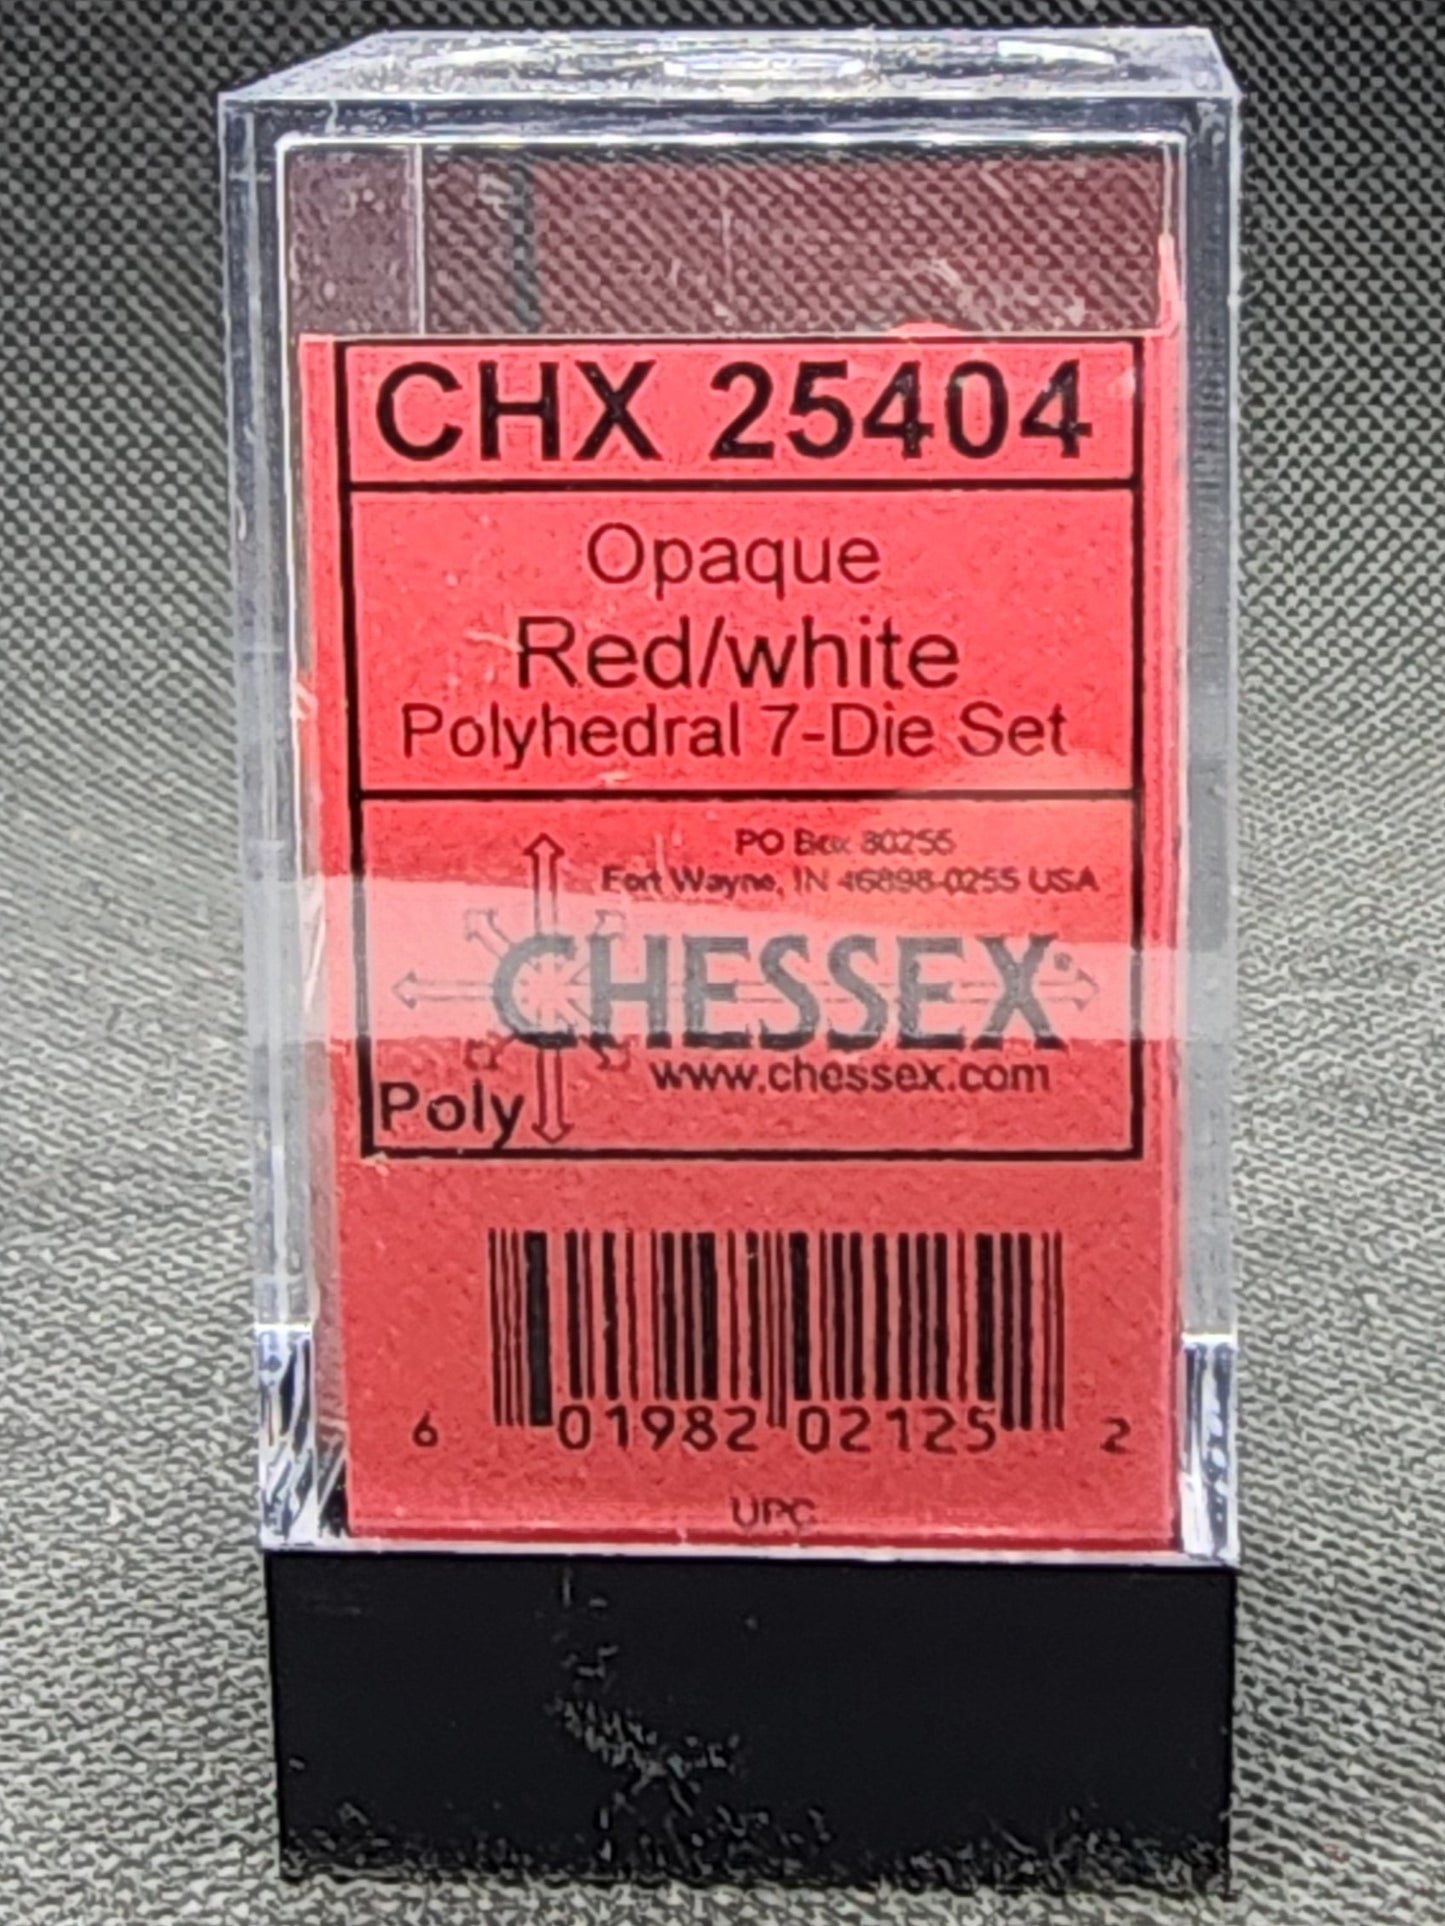 CHX 25404
Opaque
Red/white
Polyhedral 7-Die Set
PO Box 80255
Fort Wayne, IN 46898-0255 USA
CHESSEX®
www.chessex.com
Poly
6 01982 02125 2
UPC